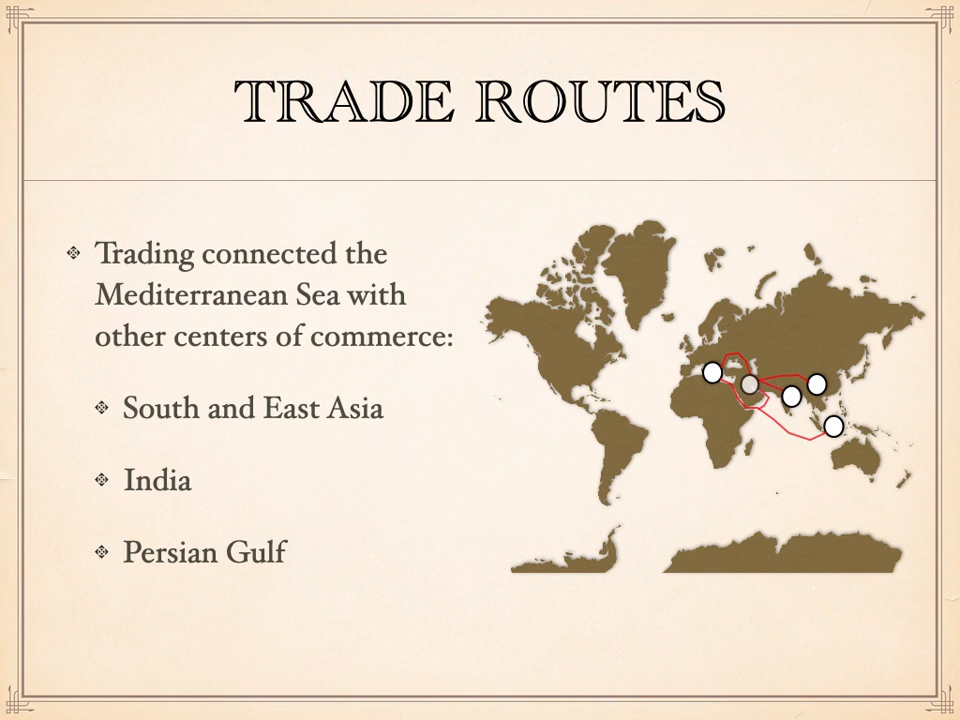 TRADE ROUTES
Trading connected the
Mediterranean Sea with
other centers of commerce:
South and East Asia
India
Persian Gulf